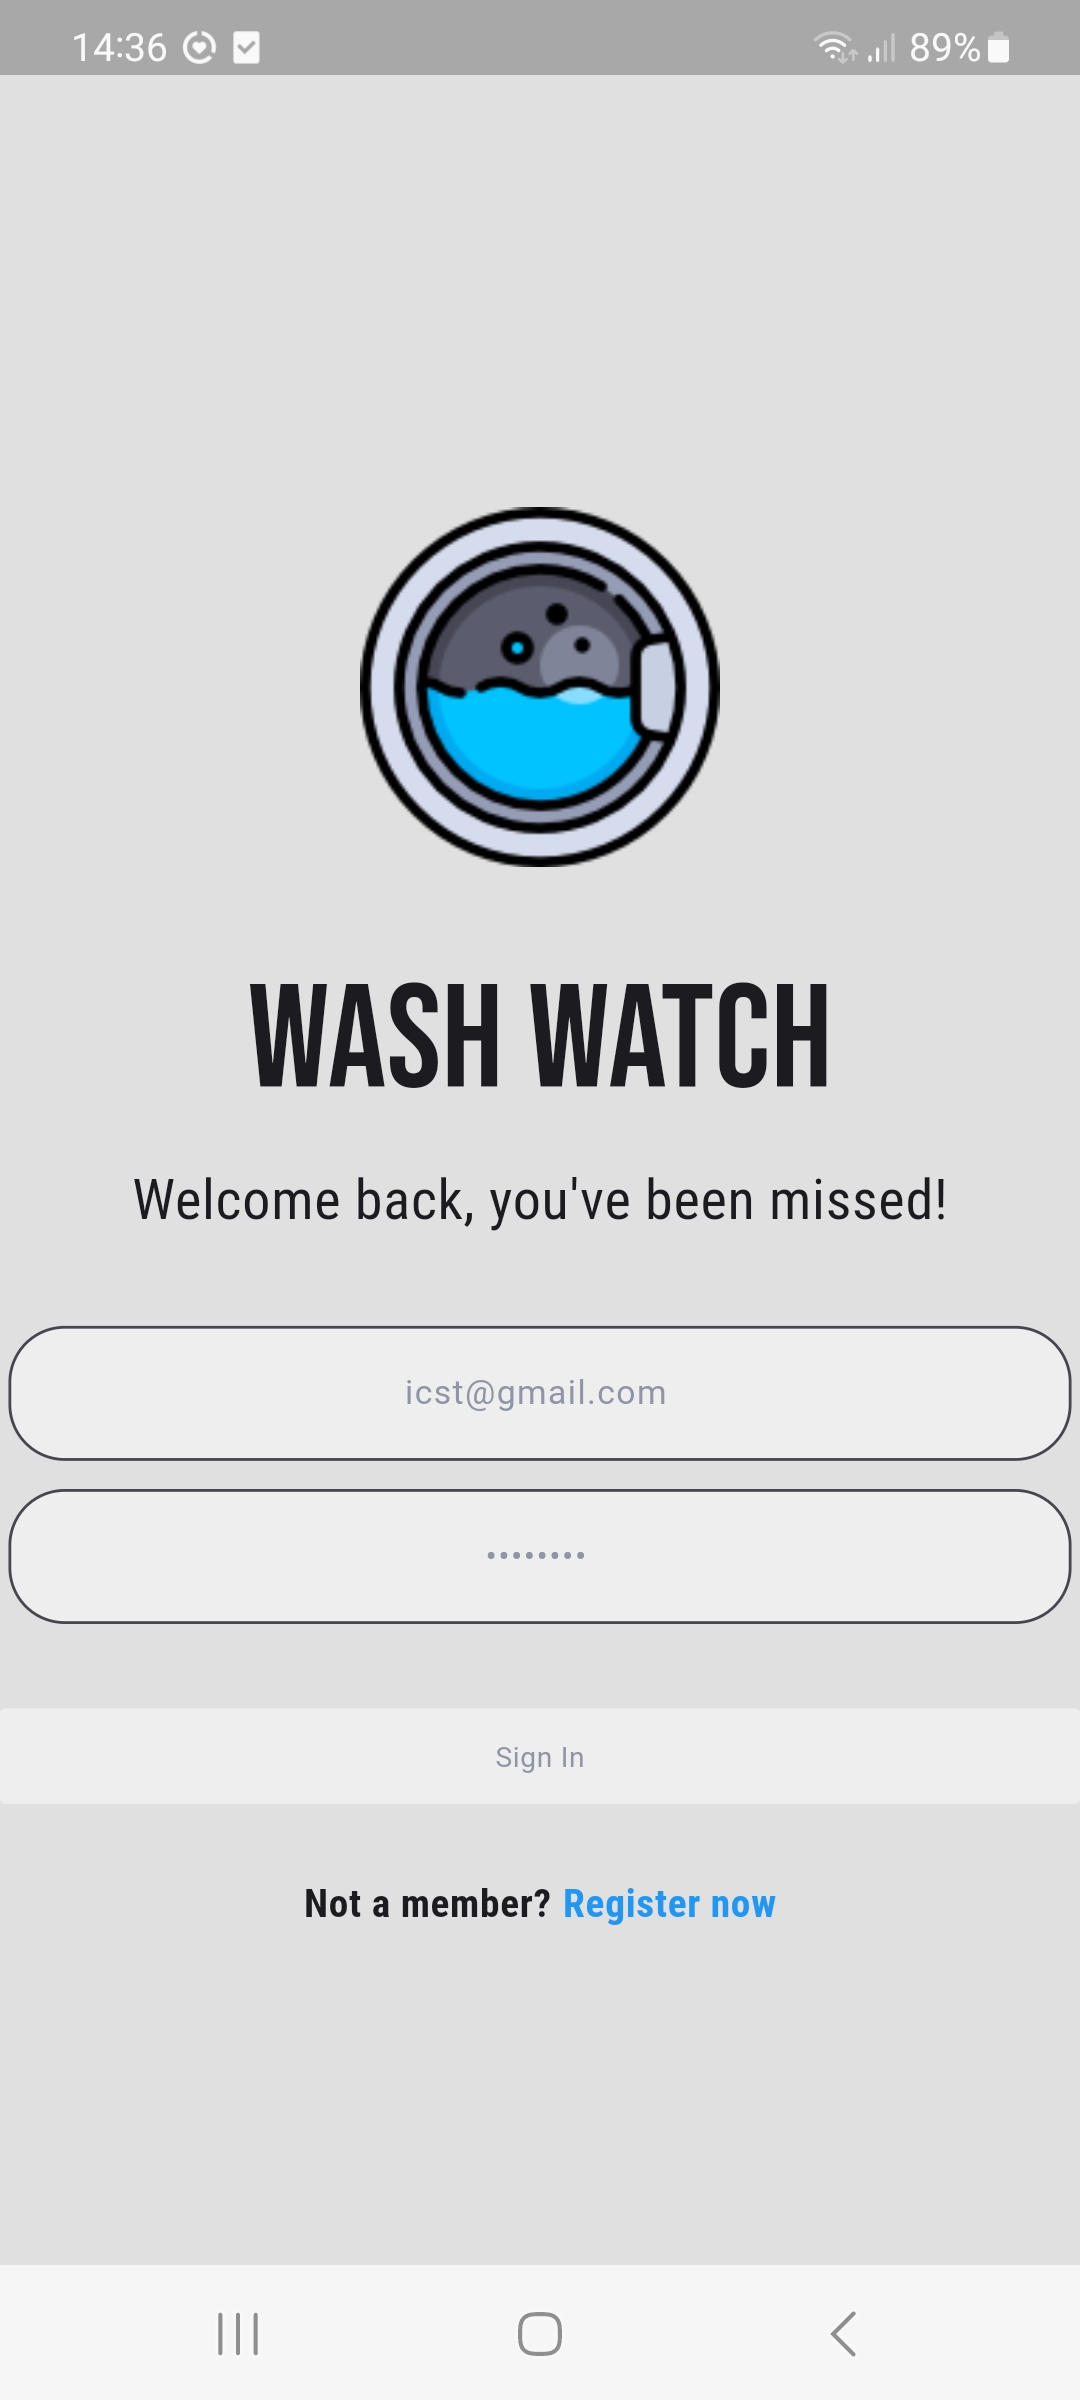 14:36 89%
WASH WATCH
Welcome back, you've been missed!
icst@gmail.com
••••••••
Sign In
Not a member? Register now